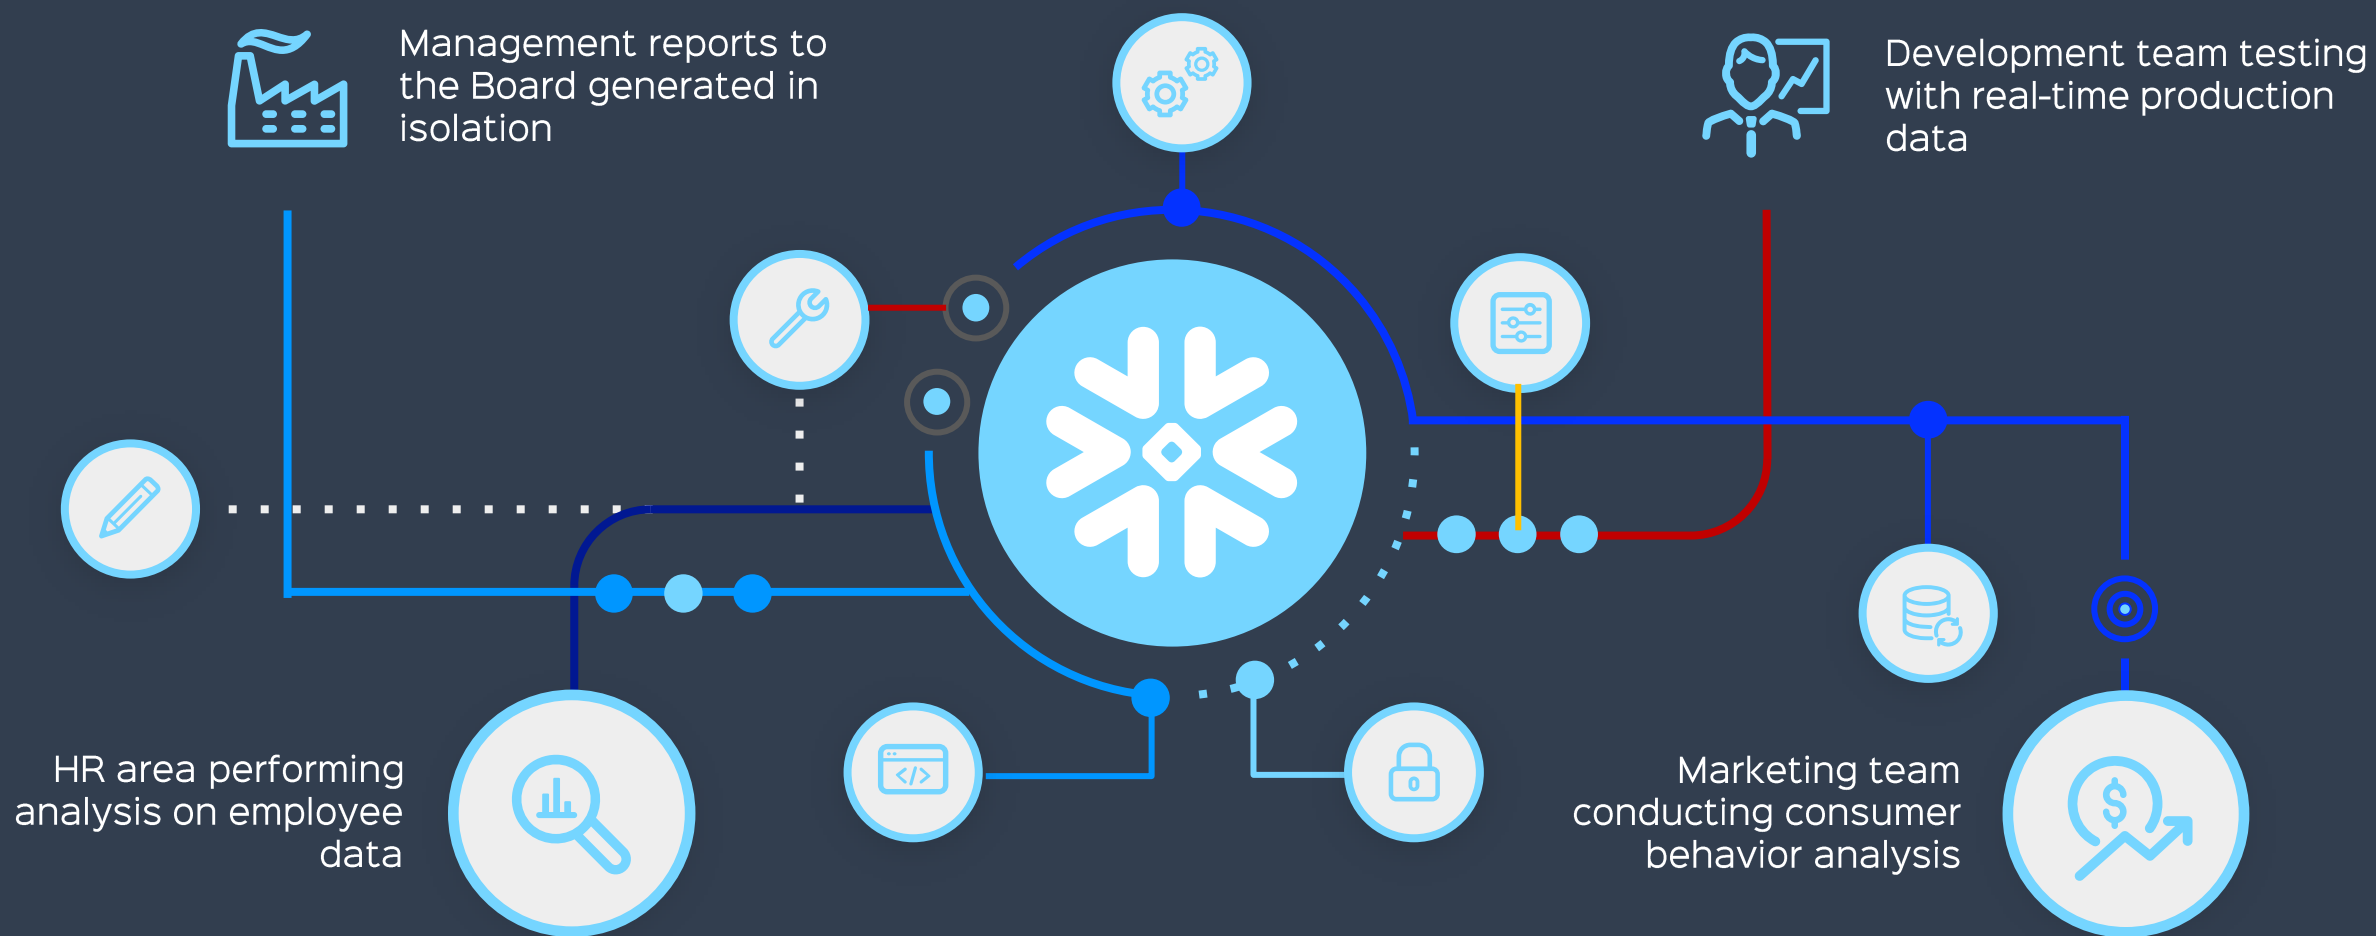 Management reports to
the Board generated in
isolation
Development team testing
with real-time production
data
HR area performing
analysis on employee
data
Marketing team
conducting consumer
behavior analysis